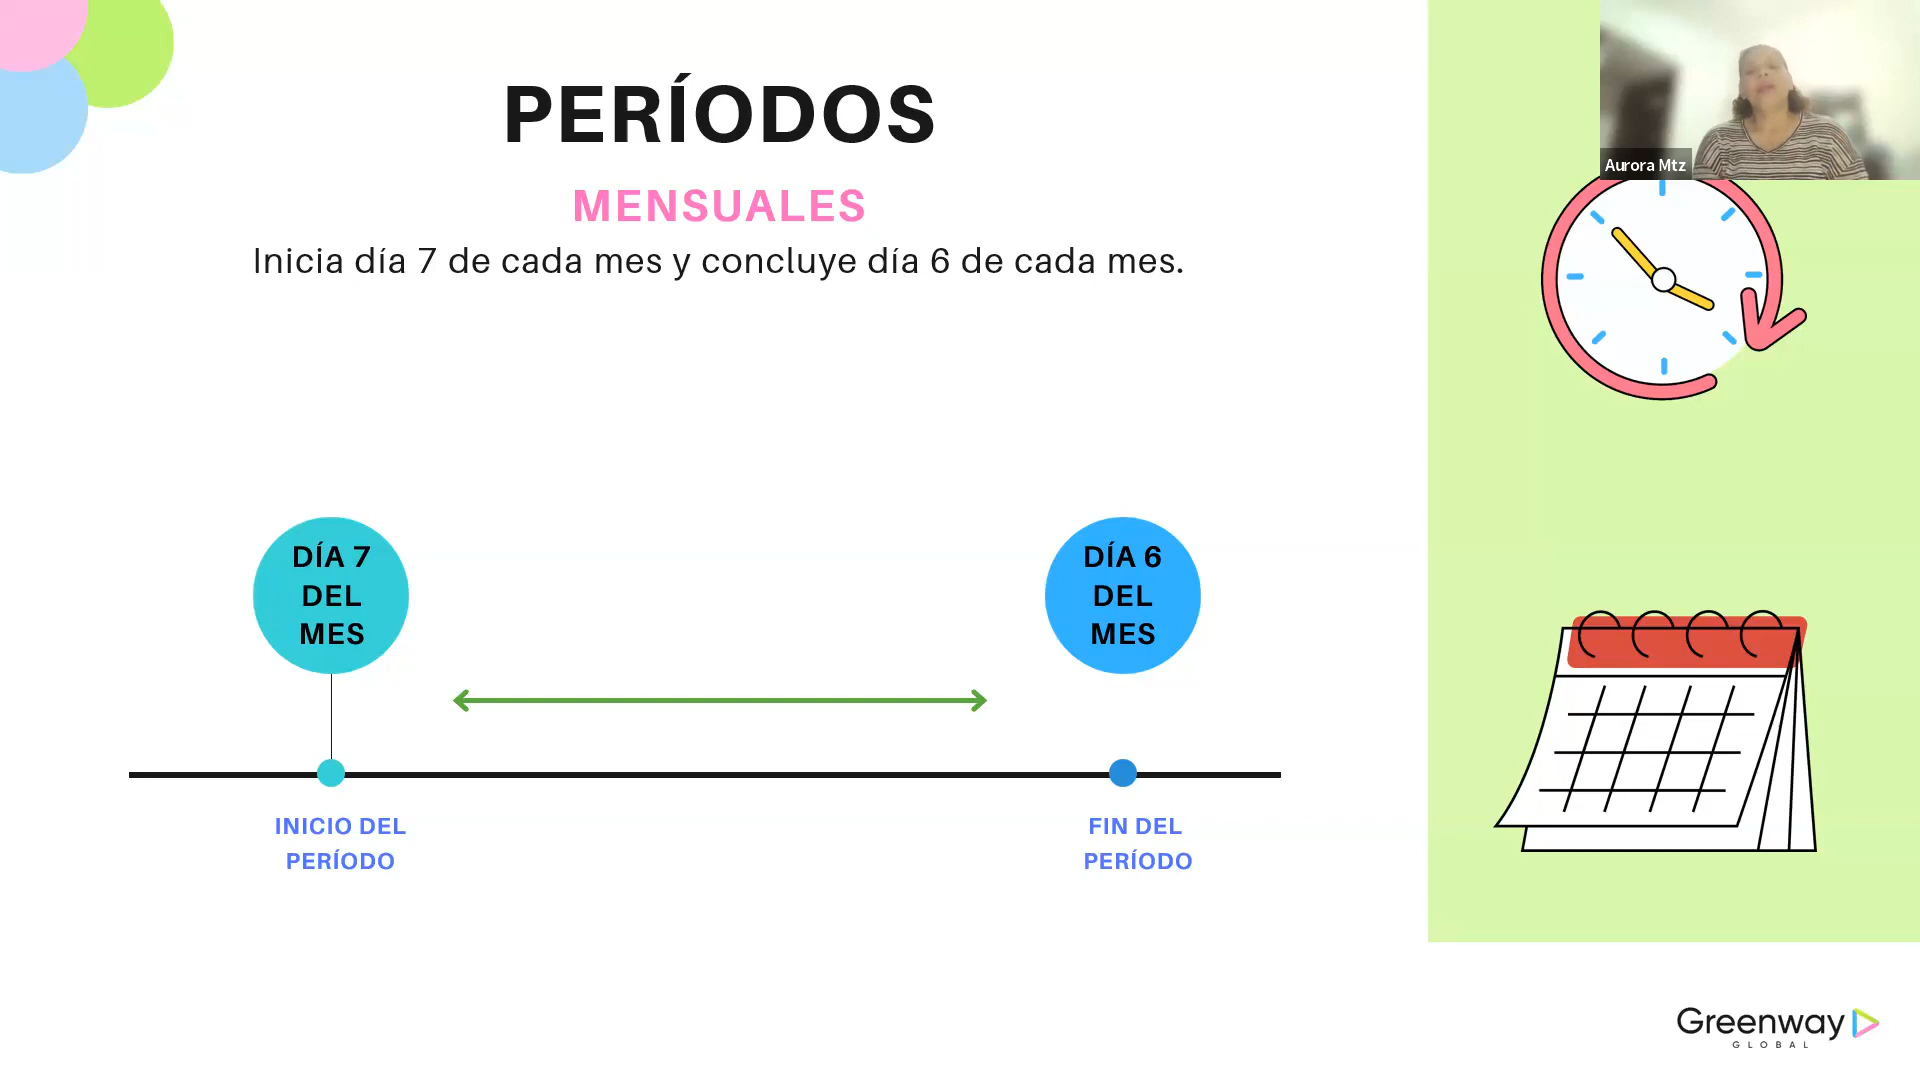 PERÍODOS
MENSUALES
Inicia día 7 de cada mes y concluye día 6 de cada mes.
Aurora Mtz
DÍA 7
DEL
MES
DÍA 6
DEL
MES
INICIO DEL
PERÍODO
FIN DEL
PERÍODO
Greenway
GLOBAL